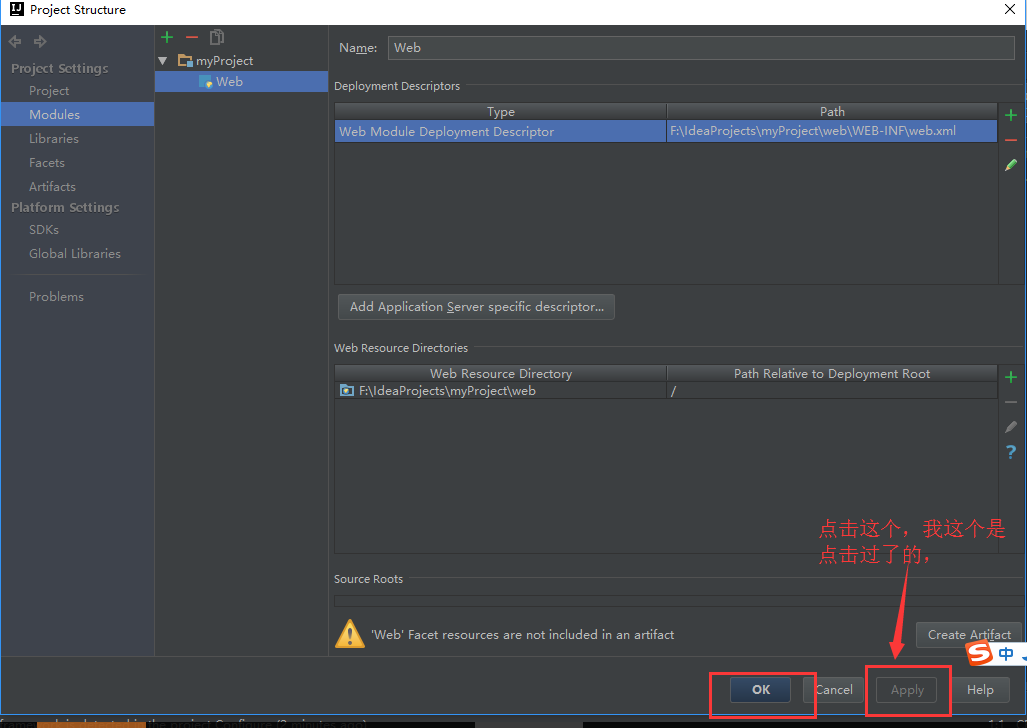 Project Structure
Project Settings
Project
Modules
Libraries
Facets
Artifacts
Platform Settings
SDKs
Global Libraries
Problems
myProject
Web
Name: Web
Deployment Descriptors
Type Path
Web Module Deployment Descriptor F:\IdeaProjects\myProject\web\WEB-INF\web.xml
Add Application Server specific descriptor...
Web Resource Directories
Web Resource Directory Path Relative to Deployment Root
F:\IdeaProjects\myProject\web /
点击这个，我这个是
点击过了的，
Source Roots
'Web' Facet resources are not included in an artifact
Create Artifact
中
OK Cancel Apply Help